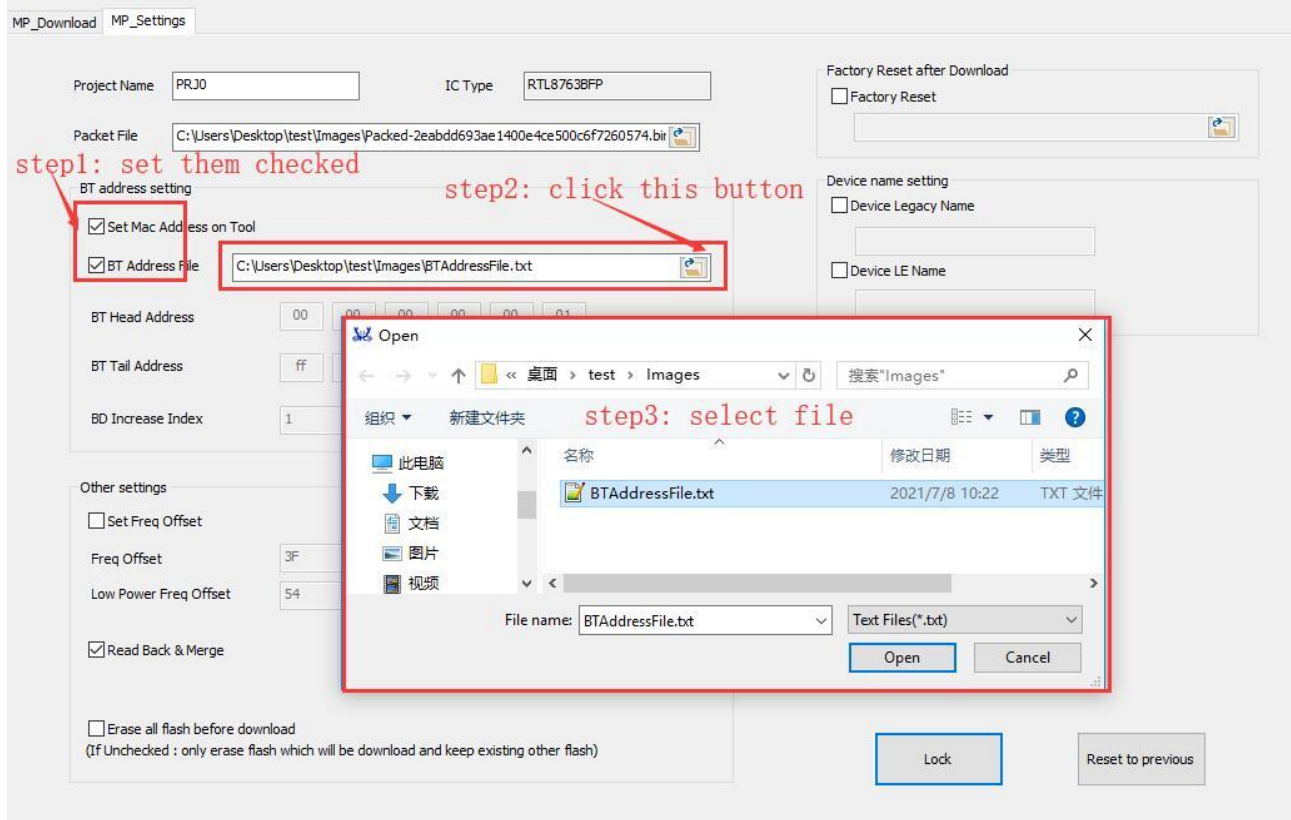 MP_Download MP_Settings
Project Name PRJ0 IC Type RTL8763BFP
Packet File C:\Users\Desktop\test\Images\Packed-2eabdd693ae1400e4ce500c6f7260574.bir
step1: set them checked
BT address setting
step2: click this button
Set Mac Address on Tool
BT Address File C:\Users\Desktop\test\Images\BTAddressFile.txt
BT Head Address 00 00 00 00 00 01
BT Tail Address ff
BD Increase Index 1
Other settings
Set Freq Offset
Freq Offset 3F
Low Power Freq Offset 54
Read Back & Merge
Erase all flash before download
(If Unchecked : only erase flash which will be download and keep existing other flash)
Factory Reset after Download
Factory Reset
Device name setting
Device Legacy Name
Device LE Name
Open
« 桌面 › test › Images 搜索"Images"
组织 新建文件夹 step3: select file
此电脑
下载
文档
图片
视频
名称 修改日期 类型
BTAddressFile.txt 2021/7/8 10:22 TXT 文件
File name: BTAddressFile.txt Text Files(*.txt)
Open Cancel
Lock Reset to previous